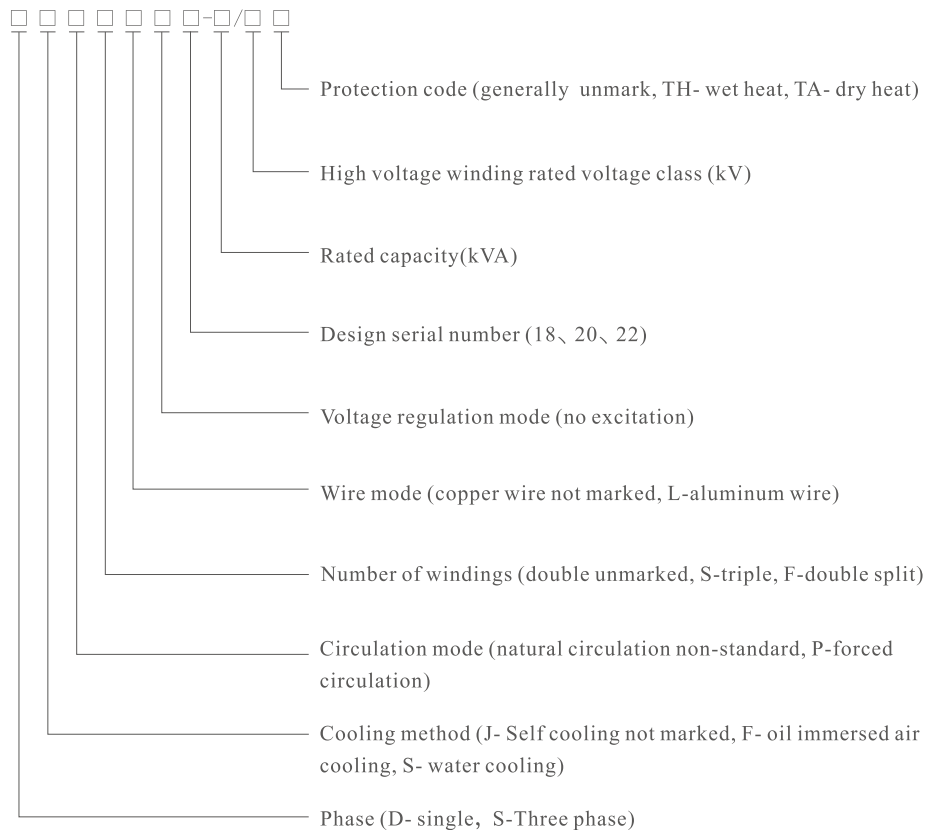 □□□□□□□-□/□□
Protection code (generally unmark, TH- wet heat, TA- dry heat)
High voltage winding rated voltage class (kV)
Rated capacity(kVA)
Design serial number (18、20、22)
Voltage regulation mode (no excitation)
Wire mode (copper wire not marked, L-aluminum wire)
Number of windings (double unmarked, S-triple, F-double split)
Circulation mode (natural circulation non-standard, P-forced
circulation)
Cooling method (J- Self cooling not marked, F- oil immersed air
cooling, S- water cooling)
Phase (D- single，S-Three phase)